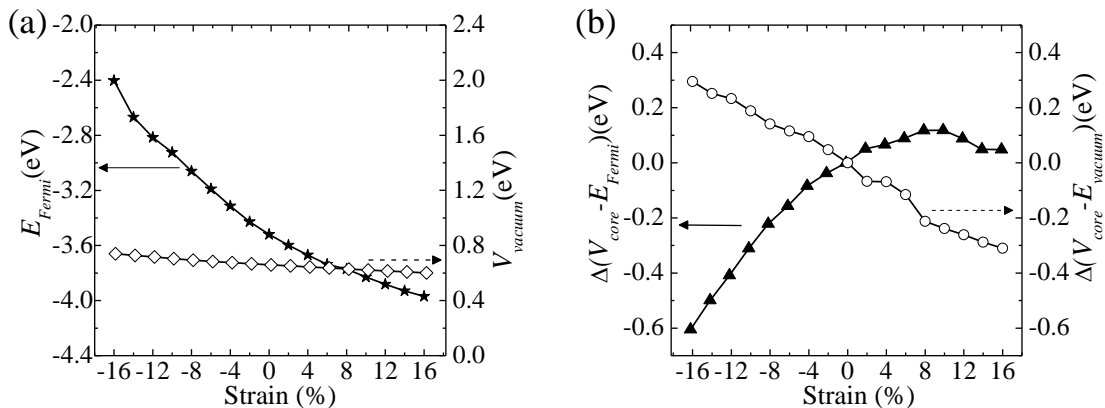 (a)
-2.0
-2.4
-2.8
-3.2
-3.6
-4.0
-4.4
E_Fermi(eV)
2.4
2.0
1.6
1.2
0.8
0.4
0.0
V_vacuum(eV)
-16 -12 -8 -4 0 4 8 12 16
Strain (%)
(b)
0.4
0.2
0.0
-0.2
-0.4
-0.6
Δ(V_core -E_Fermi)(eV)
0.4
0.2
0.0
-0.2
-0.4
-0.6
Δ(V_core -E_vacuum)(eV)
-16 -12 -8 -4 0 4 8 12 16
Strain (%)